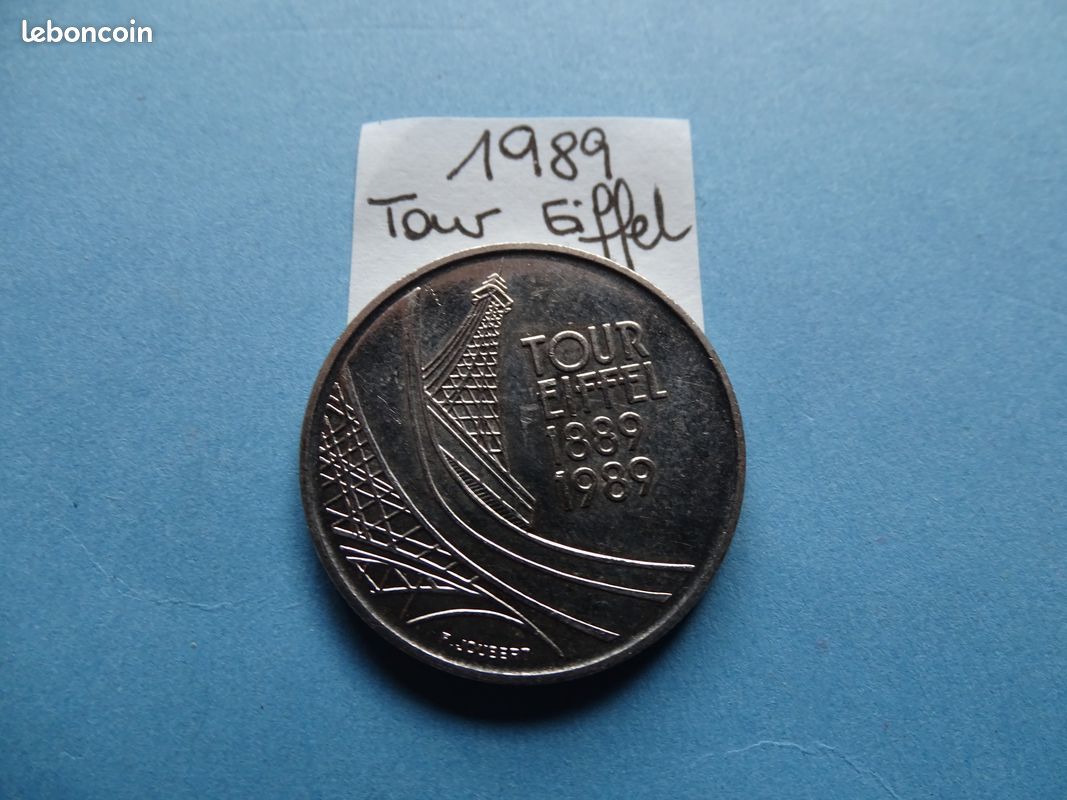 leboncoin
1989
Tour Eiffel
TOUR
EIFFEL
1889
1989
F. JOUBERT